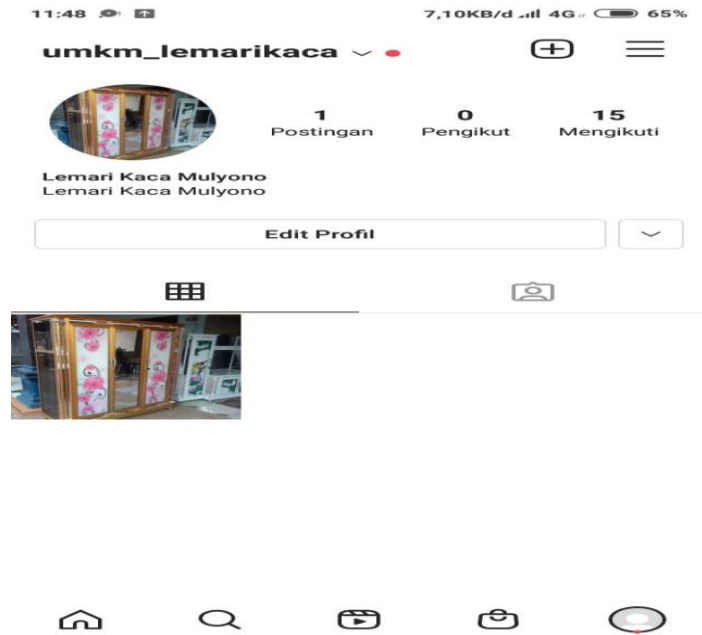 11:48 7,10KB/d 4G 65%
umkm_lemarikaca
1 0 15
Postingan Pengikut Mengikuti
Lemari Kaca Mulyono
Lemari Kaca Mulyono
Edit Profil